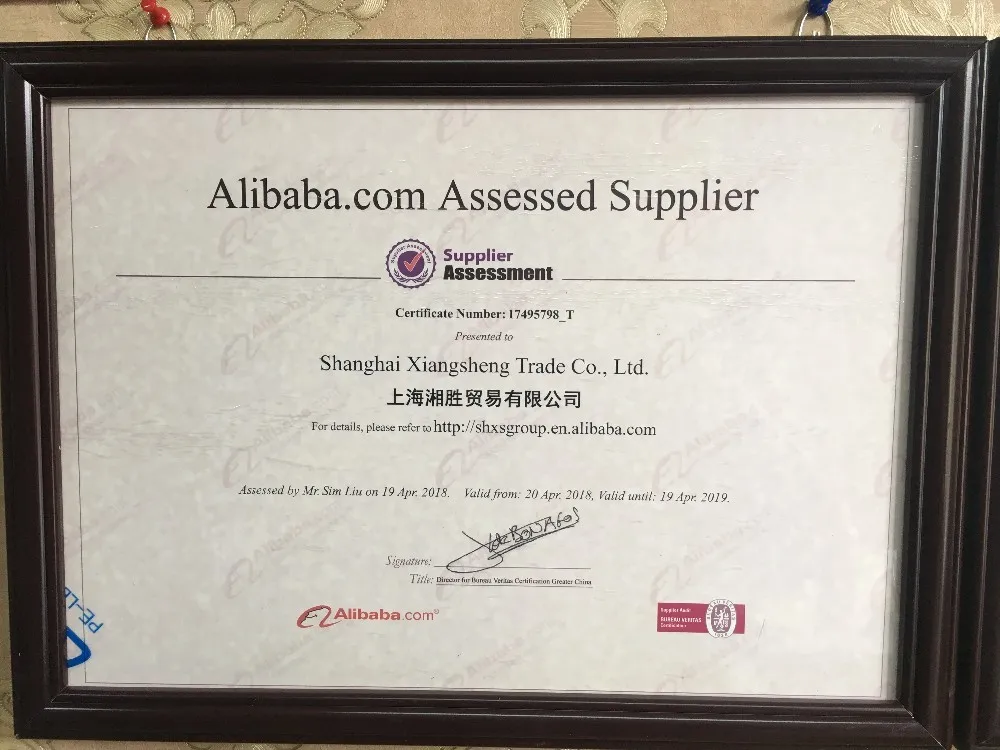 Alibaba.com Assessed Supplier
Supplier
Assessment
Certificate Number: 17495798_T
Presented to
Shanghai Xiangsheng Trade Co., Ltd.
上海湘胜贸易有限公司
For details, please refer to http://shxsgroup.en.alibaba.com
Assessed by Mr. Sim Liu on 19 Apr. 2018. Valid from: 20 Apr. 2018, Valid until: 19 Apr. 2019.
Signature:
Title: Director for Bureau Veritas Certification Greater China
Alibaba.com®
Supplier Audit
BUREAU VERITAS
Certification